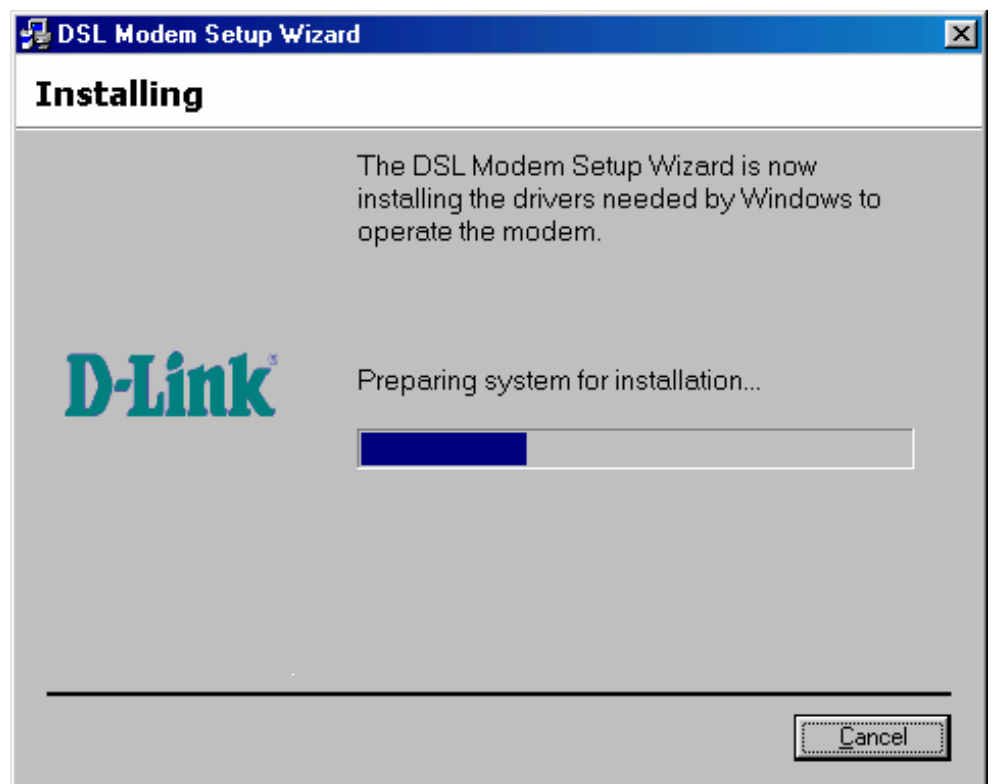 DSL Modem Setup Wizard
Installing
The DSL Modem Setup Wizard is now
installing the drivers needed by Windows to
operate the modem.
D-Link®
Preparing system for installation...
Cancel